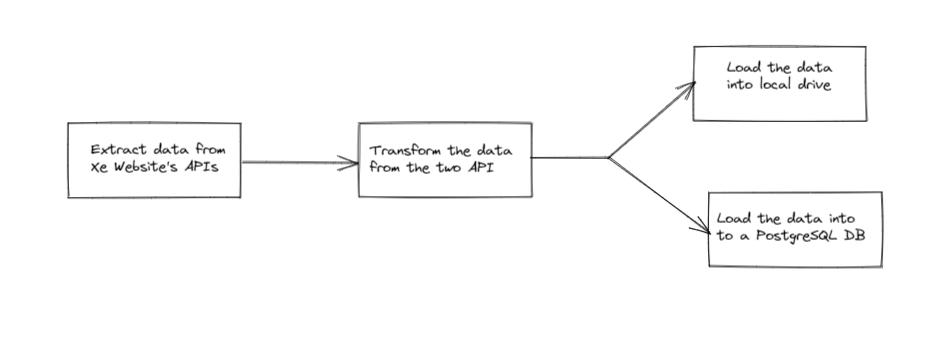 Extract data from
Xe Website's APIs
Transform the data
from the two API
Load the data
into local drive
Load the data into
to a PostgreSQL DB